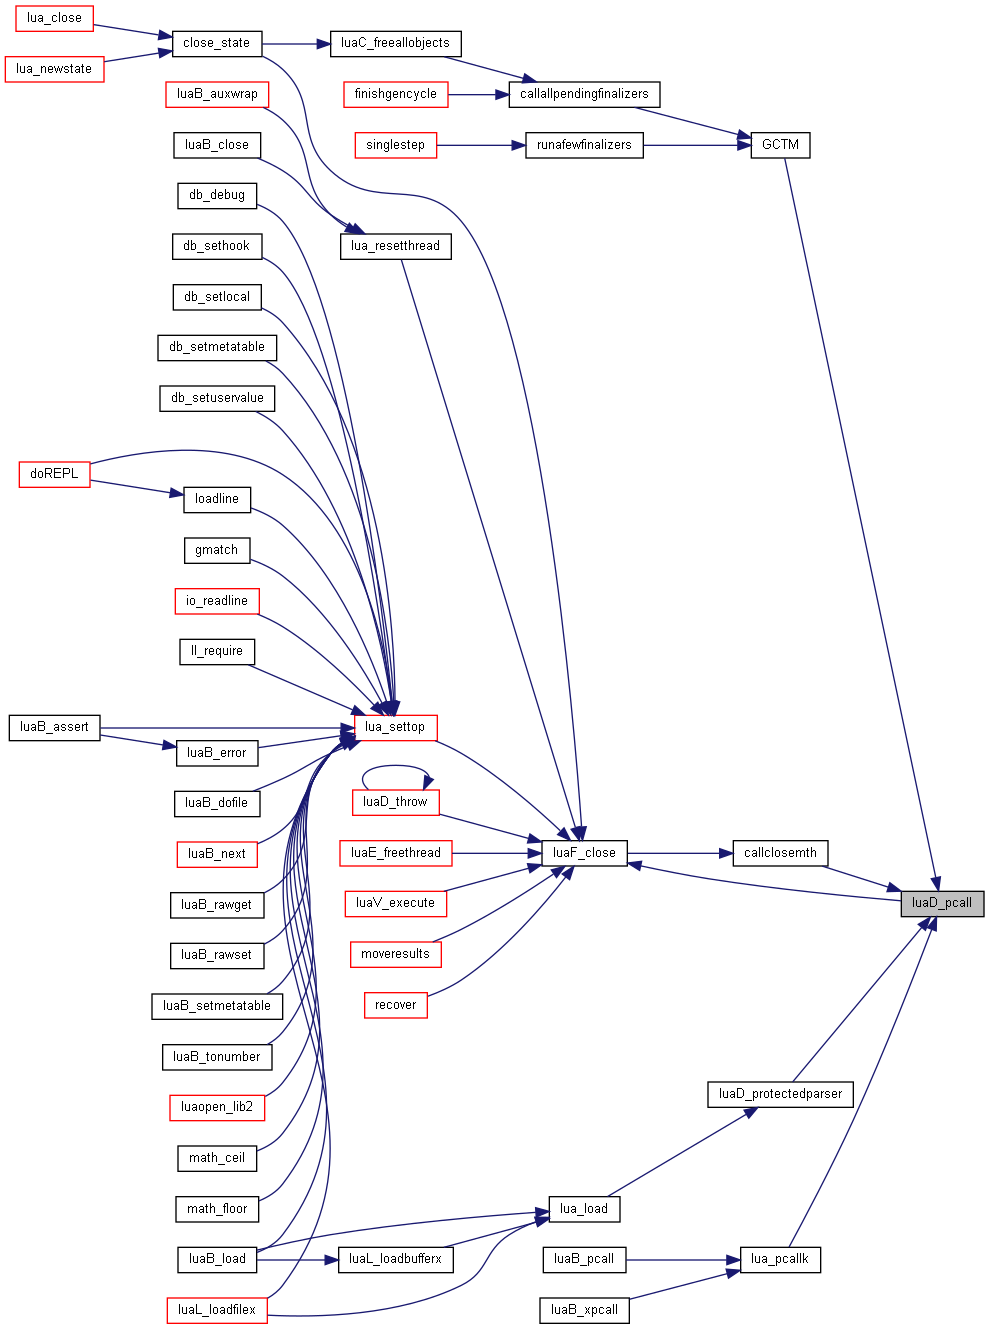 lua_close
close_state
luaC_freeallobjects
lua_newstate
luaB_auxwrap
finishgencycle
callallpendingfinalizers
luaB_close
singlestep
runafewfinalizers
GCTM
db_debug
db_sethook
lua_resetthread
db_setlocal
db_setmetatable
db_setuservalue
doREPL
loadline
gmatch
io_readline
ll_require
luaB_assert
lua_settop
luaB_error
luaB_dofile
luaD_throw
luaB_next
luaE_freethread
luaF_close
callclosemth
luaB_rawget
luaV_execute
luaD_pcall
luaB_rawset
moveresults
luaB_setmetatable
recover
luaB_tonumber
luaopen_lib2
luaD_protectedparser
math_ceil
math_floor
lua_load
luaB_load
luaL_loadbufferx
luaB_pcall
lua_pcallk
luaL_loadfilex
luaB_xpcall